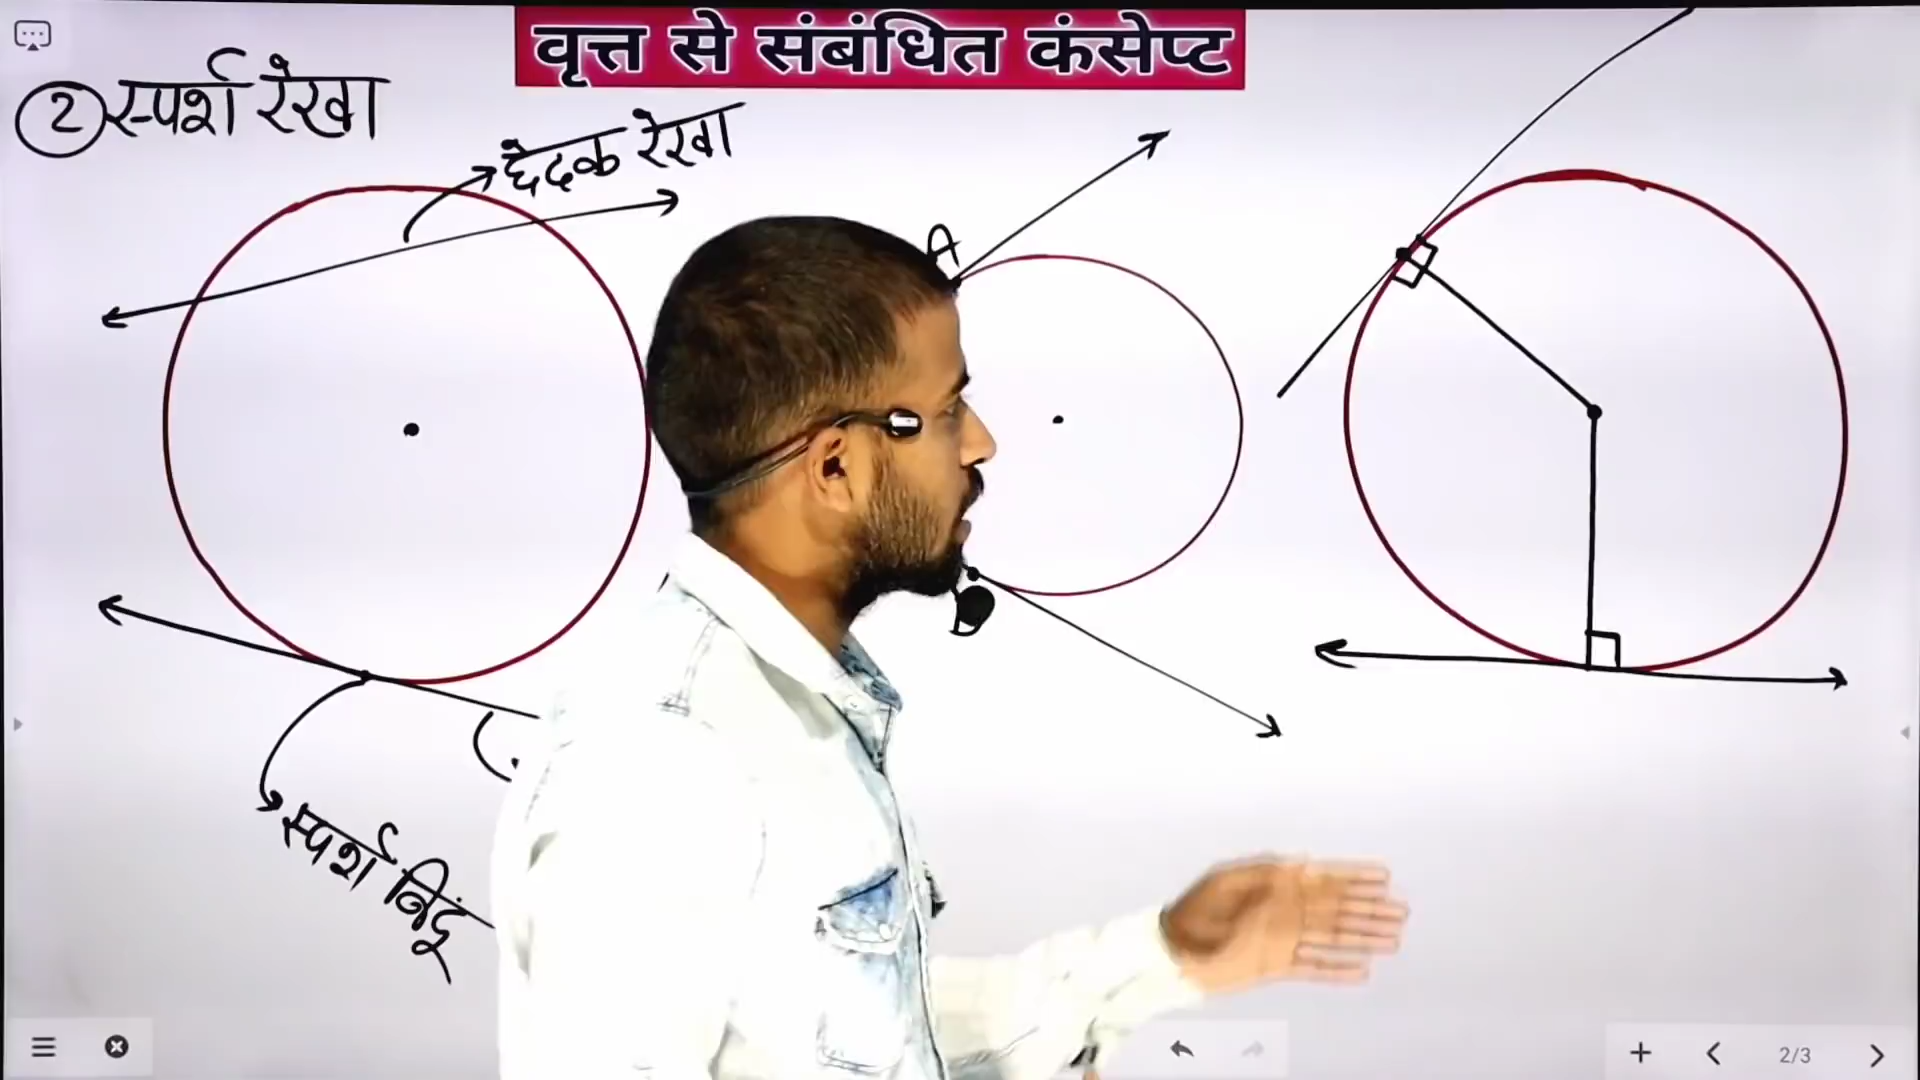 वृत्त से संबंधित कंसेप्ट
② स्पर्श रेखा
छेदक रेखा
A
B
स्पर्श बिंदू
2/3